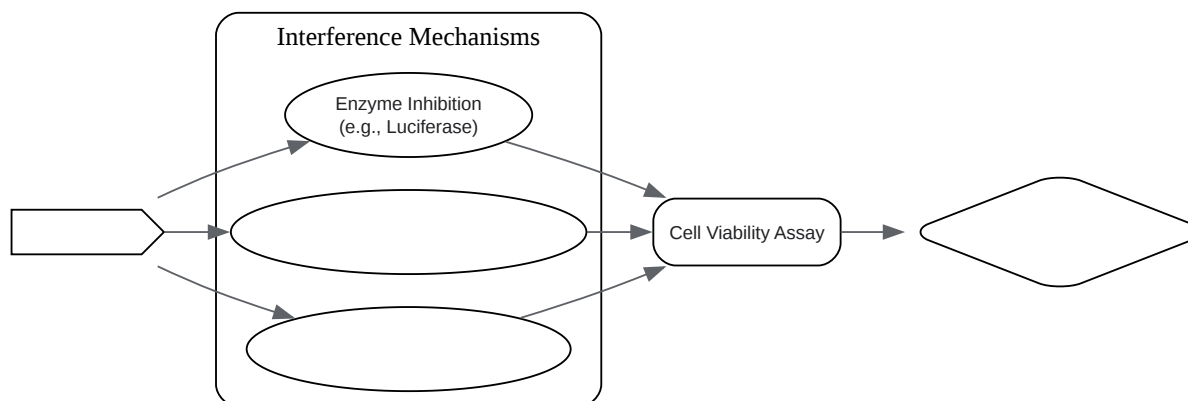 Interference Mechanisms
Enzyme Inhibition
(e.g., Luciferase)
Cell Viability Assay